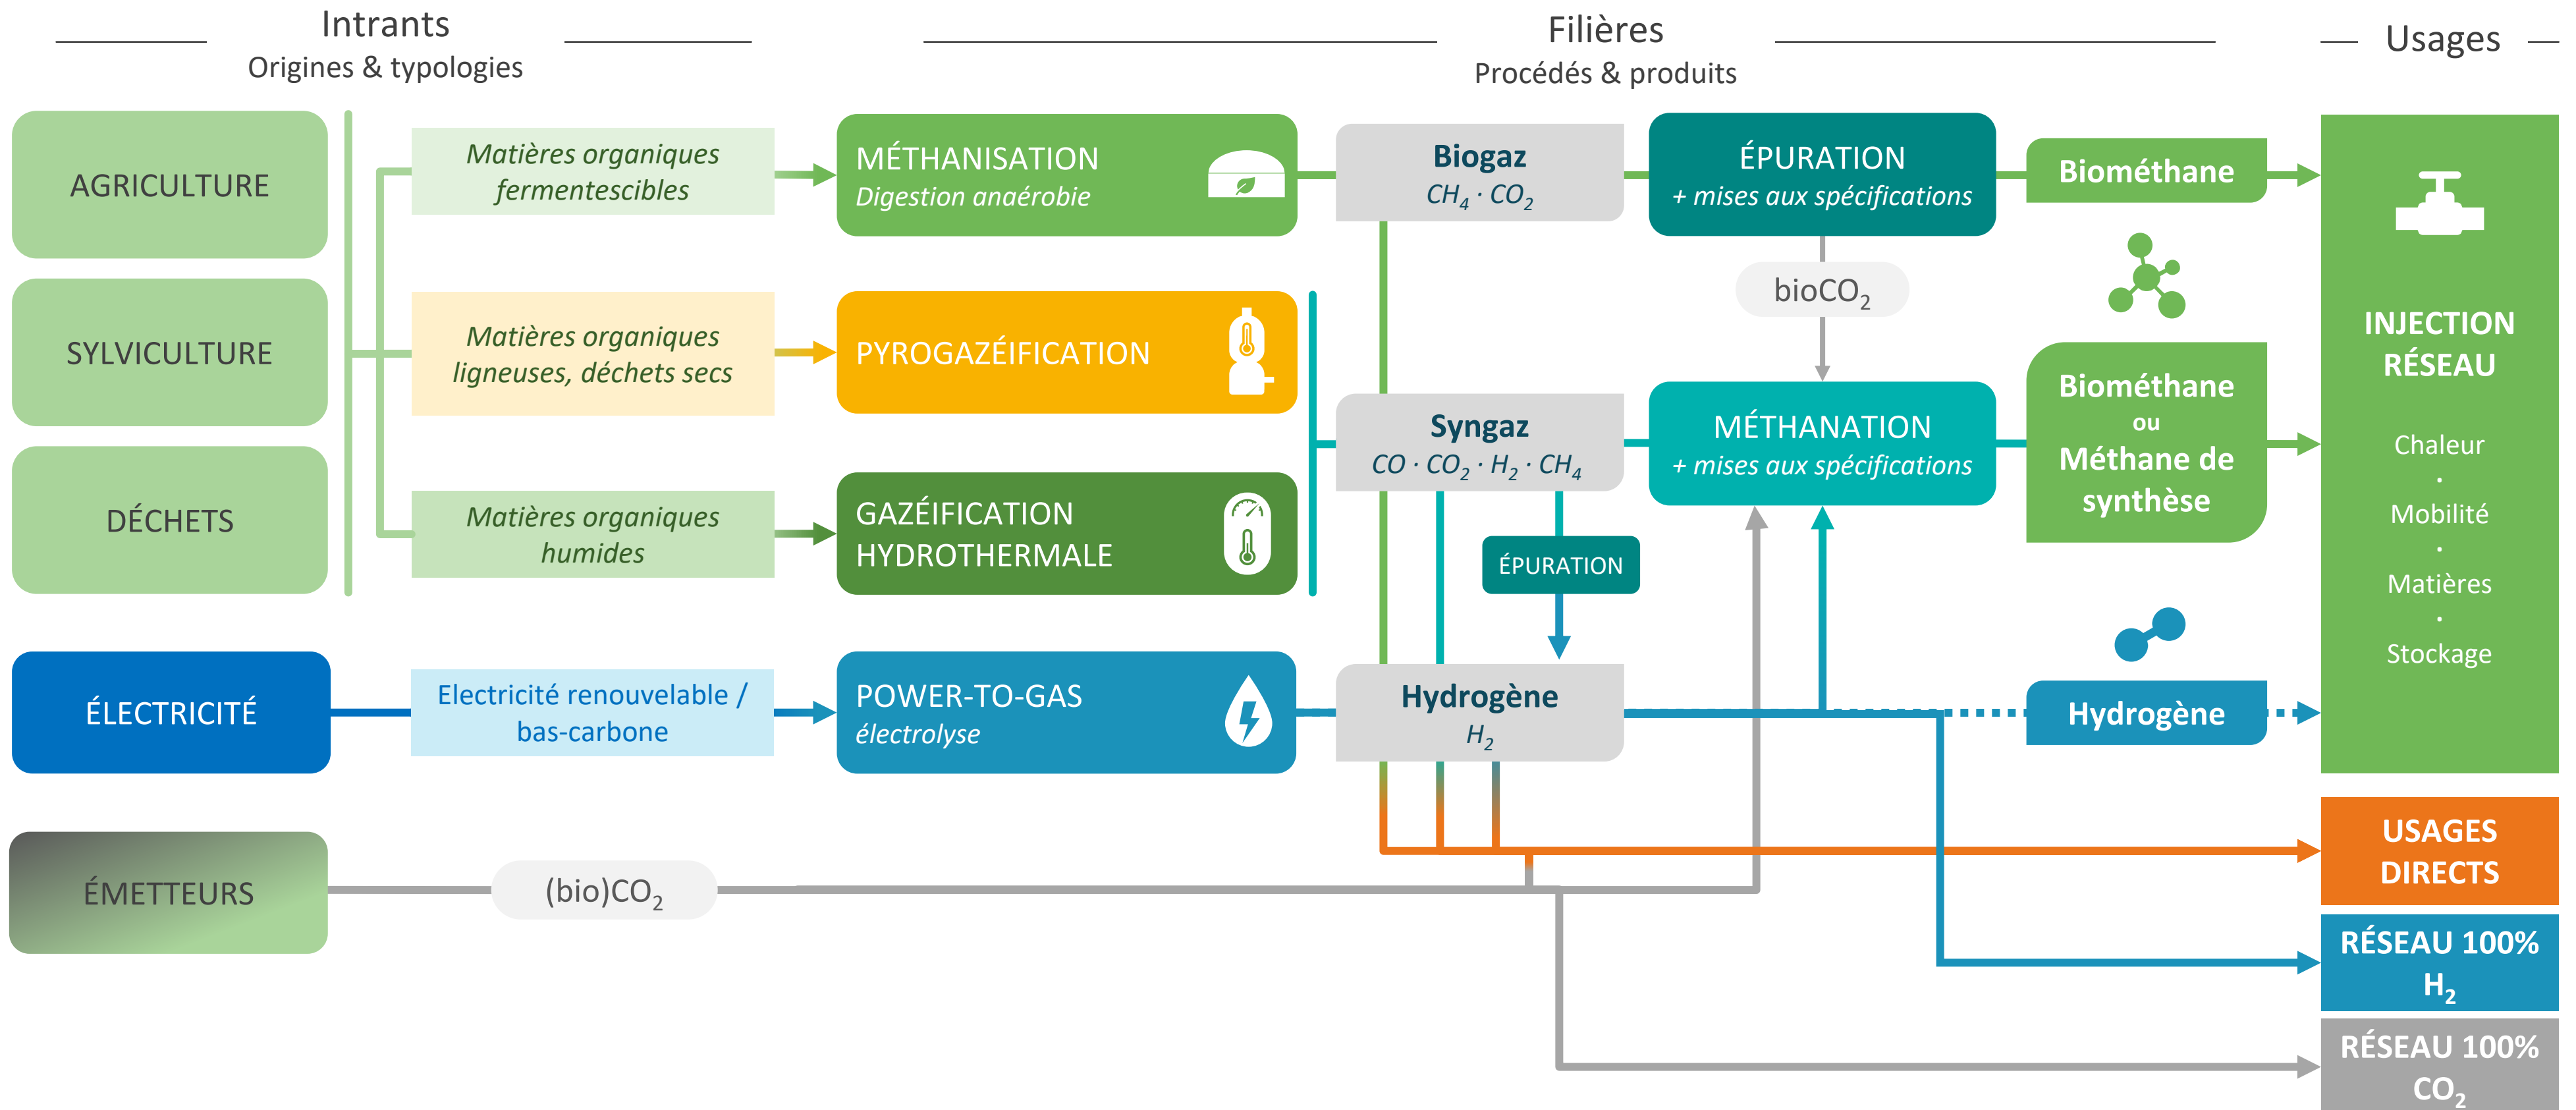 Intrants
Origines & typologies
Filières
Procédés & produits
Usages
AGRICULTURE
SYLVICULTURE
DÉCHETS
ÉLECTRICITÉ
ÉMETTEURS
Matières organiques
fermentescibles
Matières organiques
ligneuses, déchets secs
Matières organiques
humides
Electricité renouvelable /
bas-carbone
(bio)CO₂
MÉTHANISATION
Digestion anaérobie
PYROGAZÉIFICATION
GAZÉIFICATION
HYDROTHERMALE
POWER-TO-GAS
électrolyse
Biogaz
CH₄ · CO₂
Syngaz
CO · CO₂ · H₂ · CH₄
ÉPURATION
Hydrogène
H₂
ÉPURATION
+ mises aux spécifications
bioCO₂
MÉTHANATION
+ mises aux spécifications
Biométhane
Biométhane
ou
Méthane de
synthèse
Hydrogène
INJECTION
RÉSEAU
Chaleur
·
Mobilité
·
Matières
·
Stockage
USAGES
DIRECTS
RÉSEAU 100%
H₂
RÉSEAU 100%
CO₂